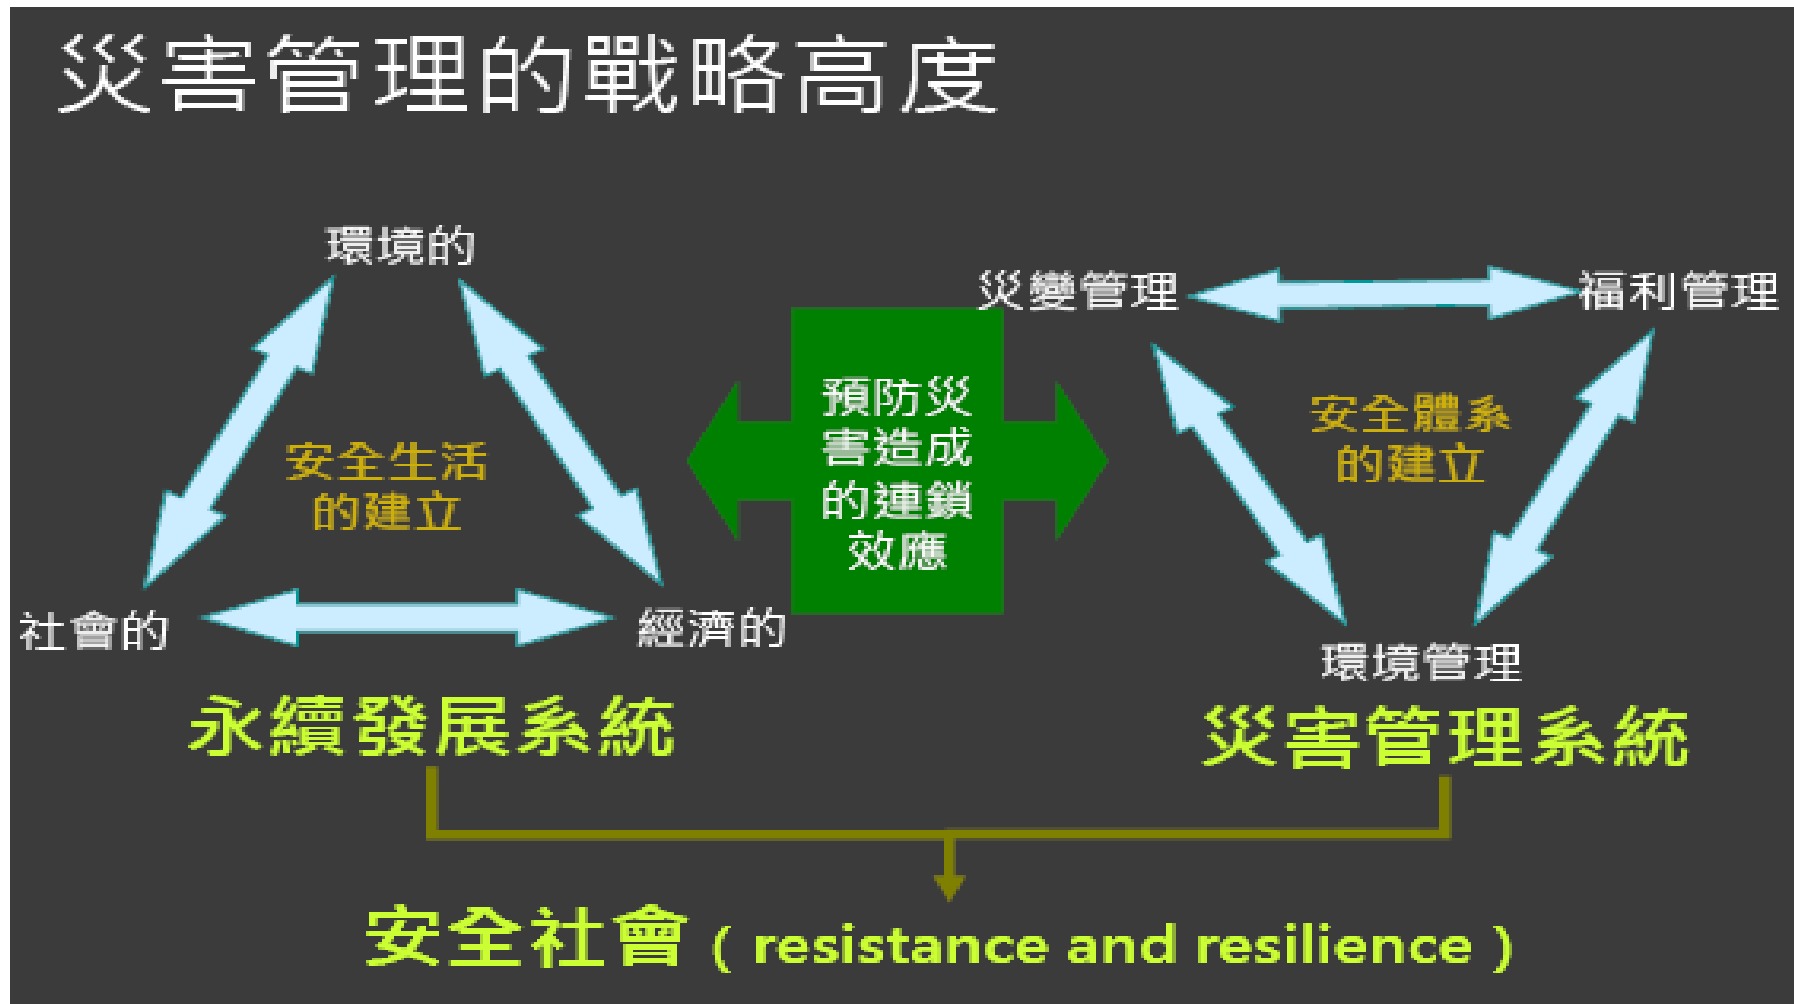 災害管理的戰略高度
環境的
安全生活
的建立
社會的
經濟的
永續發展系統
預防災
害造成
的連鎖
效應
災變管理
福利管理
安全體系
的建立
環境管理
災害管理系統
安全社會（resistance and resilience）